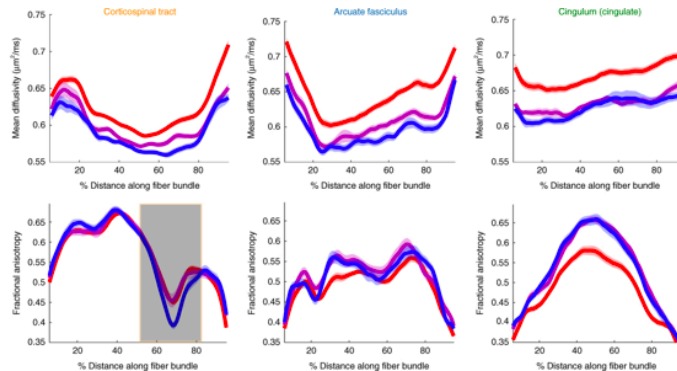 Corticospinal tract
Arcuate fasciculus
Cingulum (cingulate)
Mean diffusivity (µm²/ms)
0.75
0.7
0.65
0.6
0.55
20 40 60 80
% Distance along fiber bundle
Mean diffusivity (µm²/ms)
0.75
0.7
0.65
0.6
0.55
20 40 60 80
% Distance along fiber bundle
Mean diffusivity (µm²/ms)
0.75
0.7
0.65
0.6
0.55
20 40 60 80
% Distance along fiber bundle
Fractional anisotropy
0.65
0.6
0.55
0.5
0.45
0.4
0.35
20 40 60 80
% Distance along fiber bundle
Fractional anisotropy
0.65
0.6
0.55
0.5
0.45
0.4
0.35
20 40 60 80
% Distance along fiber bundle
Fractional anisotropy
0.65
0.6
0.55
0.5
0.45
0.4
0.35
20 40 60 80
% Distance along fiber bundle